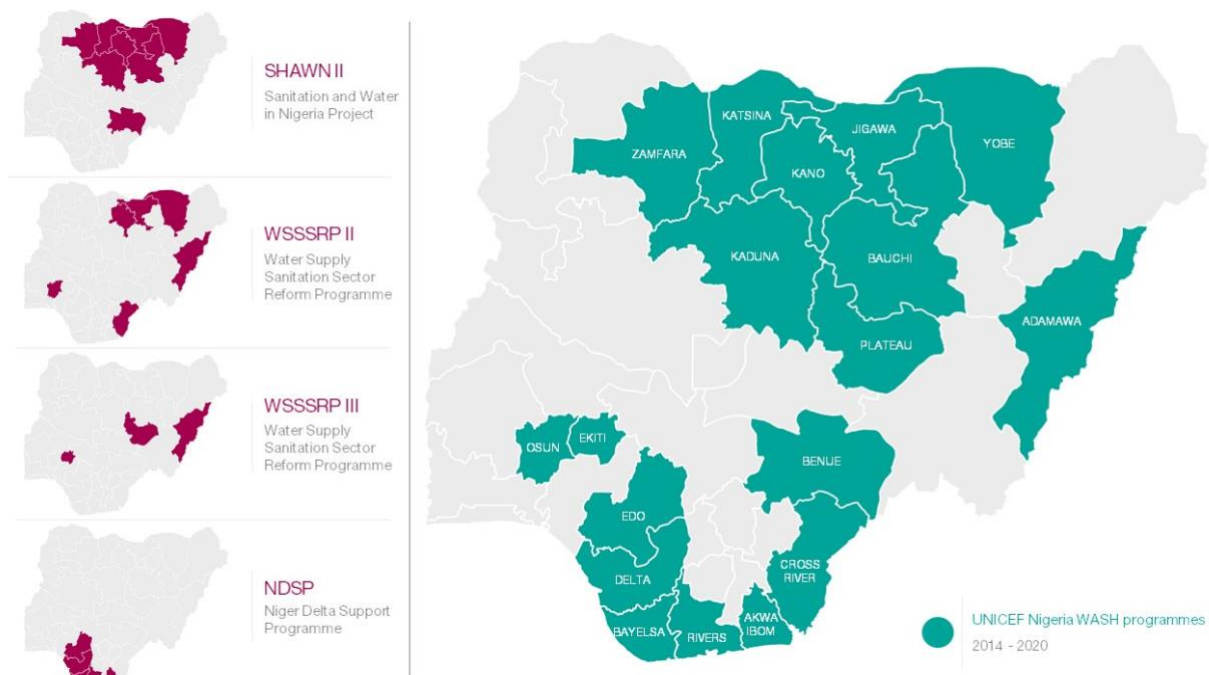 SHAWN II
Sanitation and Water
in Nigeria Project
WSSSRP II
Water Supply
Sanitation Sector
Reform Programme
WSSSRP III
Water Supply
Sanitation Sector
Reform Programme
NDSP
Niger Delta Support
Programme
KATSINA
JIGAWA
YOBE
ZAMFARA
KANO
KADUNA
BAUCHI
ADAMAWA
PLATEAU
OSUN
EKITI
BENUE
EDO
CROSS
RIVER
DELTA
AKWA
IBOM
BAYELSA
RIVERS
UNICEF Nigeria WASH programmes
2014 - 2020